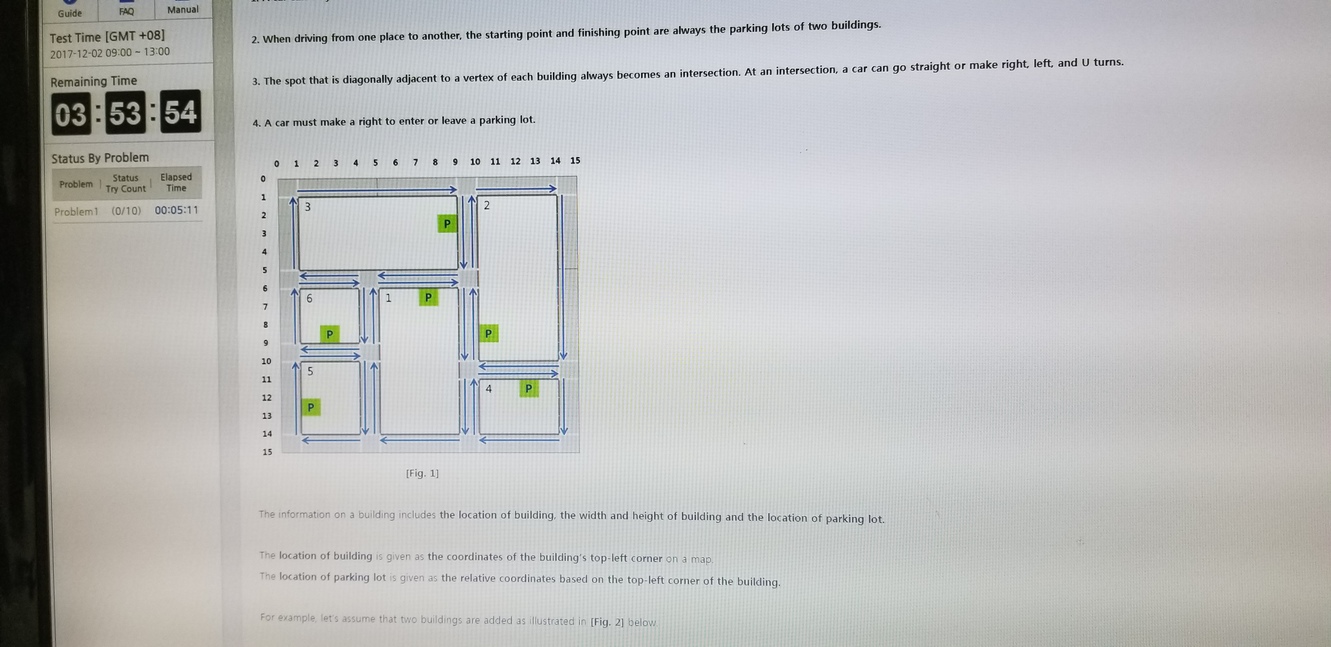 Guide FAQ Manual
Test Time [GMT +08]
2017-12-02 09:00 ~ 13:00
Remaining Time
03:53:54
Status By Problem
Problem Status Try Count Elapsed Time
Problem1 (0/10) 00:05:11
2. When driving from one place to another, the starting point and finishing point are always the parking lots of two buildings.
3. The spot that is diagonally adjacent to a vertex of each building always becomes an intersection. At an intersection, a car can go straight or make right, left, and U turns.
4. A car must make a right to enter or leave a parking lot.
0 1 2 3 4 5 6 7 8 9 10 11 12 13 14 15
0
1
3 2
2
P
3
4
5
6
6 1 P
7
8
P P
9
10
5
11
4 P
12
P
13
14
15
[Fig. 1]
The information on a building includes the location of building, the width and height of building and the location of parking lot.
The location of building is given as the coordinates of the building's top-left corner on a map.
The location of parking lot is given as the relative coordinates based on the top-left corner of the building.
For example, let's assume that two buildings are added as illustrated in [Fig. 2] below.